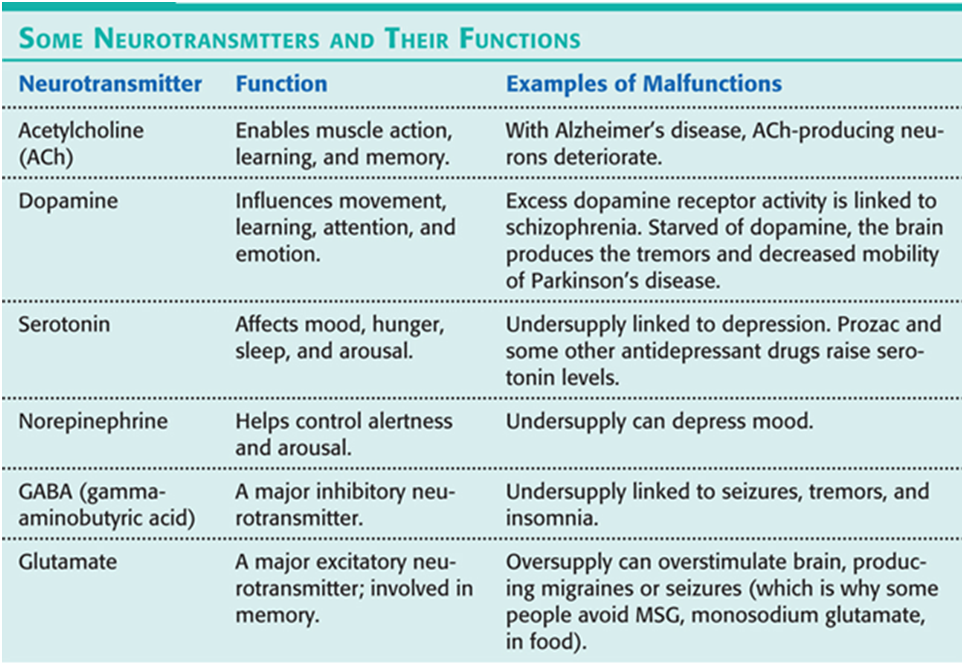 SOME NEUROTRANSMTTERS AND THEIR FUNCTIONS
Neurotransmitter Function Examples of Malfunctions
Acetylcholine Enables muscle action, With Alzheimer's disease, ACh-producing neu-
(ACh) learning, and memory. rons deteriorate.
Dopamine Influences movement, Excess dopamine receptor activity is linked to
learning, attention, and schizophrenia. Starved of dopamine, the brain
emotion. produces the tremors and decreased mobility
of Parkinson's disease.
Serotonin Affects mood, hunger, Undersupply linked to depression. Prozac and
sleep, and arousal. some other antidepressant drugs raise sero-
tonin levels.
Norepinephrine Helps control alertness Undersupply can depress mood.
and arousal.
GABA (gamma- A major inhibitory neu- Undersupply linked to seizures, tremors, and
aminobutyric acid) rotransmitter. insomnia.
Glutamate A major excitatory neu- Oversupply can overstimulate brain, produc-
rotransmitter; involved in ing migraines or seizures (which is why some
memory. people avoid MSG, monosodium glutamate,
in food).